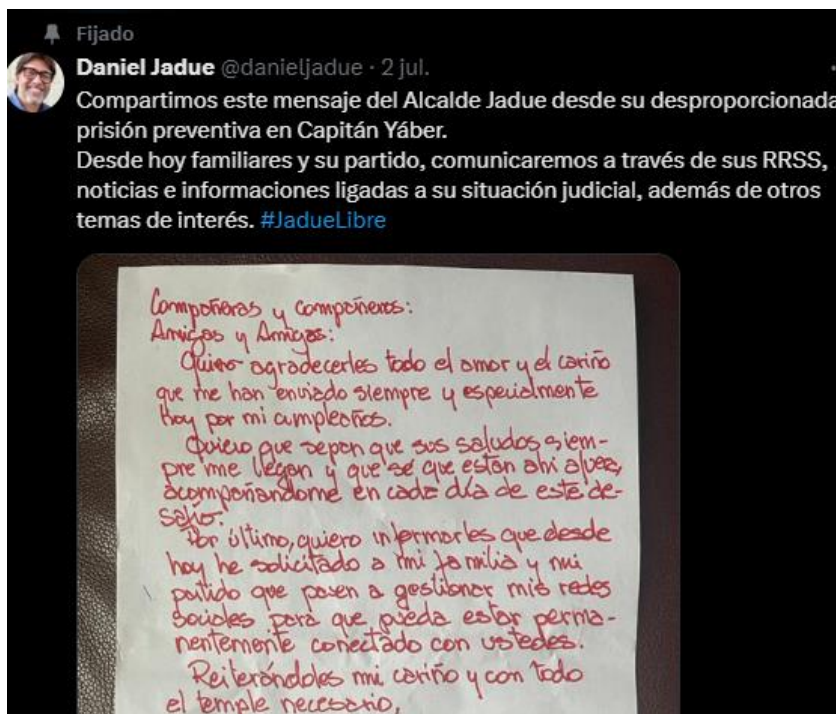 Fijado
Daniel Jadue @danieljadue · 2 jul.
Compartimos este mensaje del Alcalde Jadue desde su desproporcionada
prisión preventiva en Capitán Yáber.
Desde hoy familiares y su partido, comunicaremos a través de sus RRSS,
noticias e informaciones ligadas a su situación judicial, además de otros
temas de interés. #JadueLibre
Compañeras y compañeros:
Amigos y Amigas:
Quiero agradecerles todo el amor y el cariño
que me han enviado siempre y especialmente
hoy por mi cumpleaños.
Quiero que sepan que sus saludos siem-
pre me llegan y que sé que están ahí afuera,
acompañándome en cada día de este de-
safío.
Por último, quiero informarles que desde
hoy he solicitado a mi familia y mi
partido que pasen a gestionar mis redes
sociales para que pueda estar perma-
nentemente conectado con ustedes.
Reiterándoles mi cariño y con todo
el temple necesario,